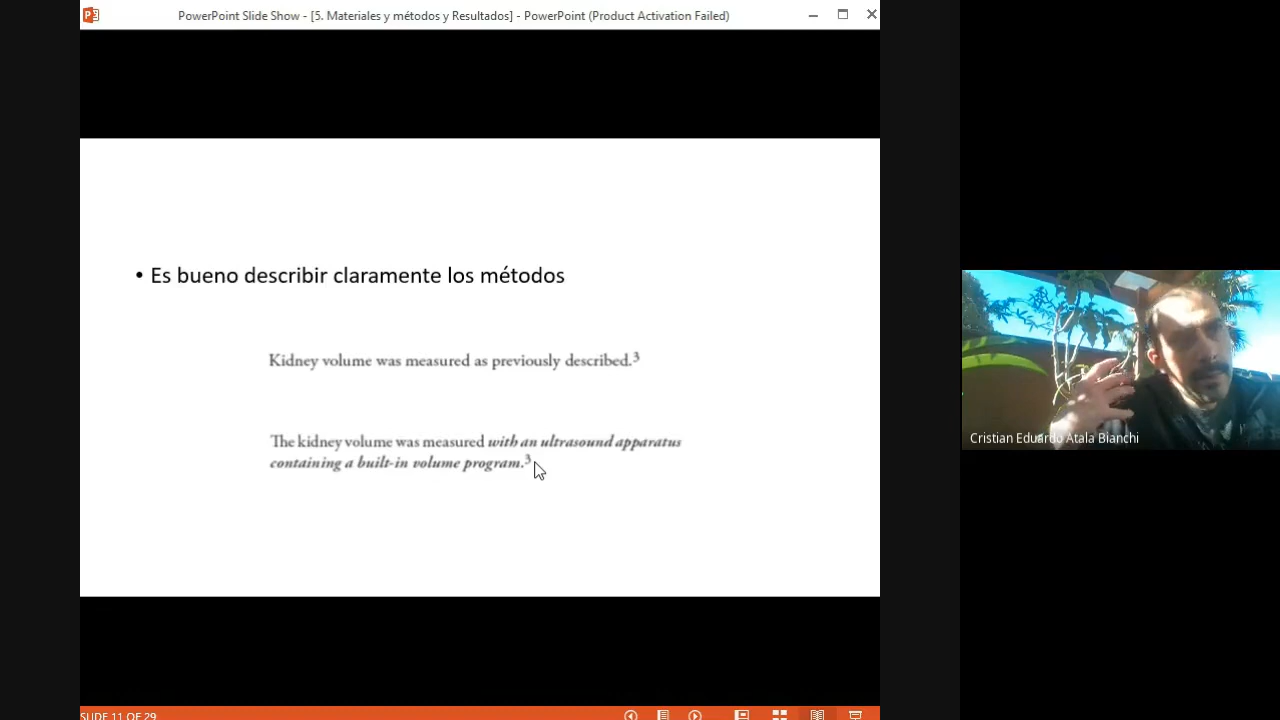 PowerPoint Slide Show - [5. Materiales y métodos y Resultados] - PowerPoint (Product Activation Failed)
• Es bueno describir claramente los métodos
Kidney volume was measured as previously described.³
The kidney volume was measured with an ultrasound apparatus
containing a built-in volume program.³
Cristian Eduardo Atala Bianchi
SLIDE 11 OF 29